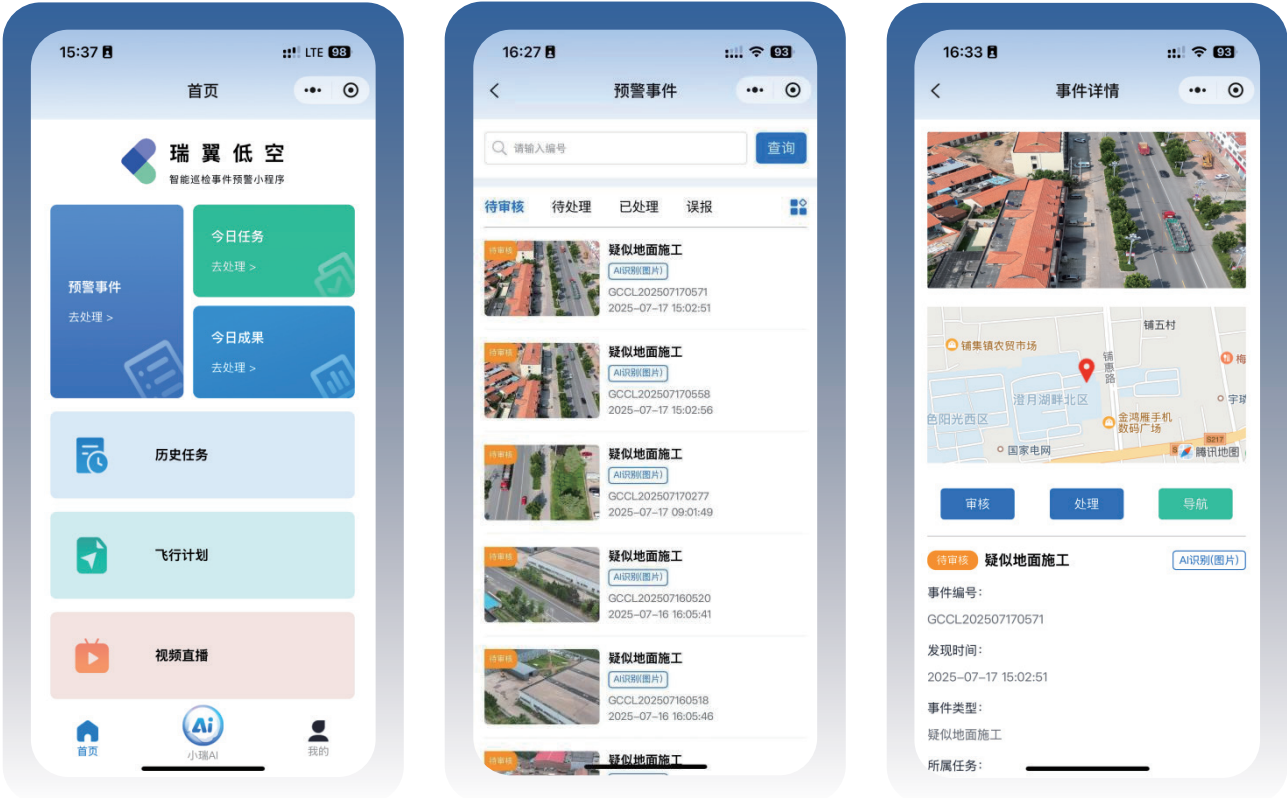 15:37
LTE 98
首页
瑞翼低空
智能巡检事件预警小程序
预警事件
去处理 >
今日任务
去处理 >
今日成果
去处理 >
历史任务
飞行计划
视频直播
首页
Ai
小瑞AI
我的
16:27
93
预警事件
请输入编号
查询
待审核 待处理 已处理 误报
待审核
疑似地面施工
AI识别(图片)
GCCL202507170571
2025-07-17 15:02:51
待审核
疑似地面施工
AI识别(图片)
GCCL202507170558
2025-07-17 15:02:56
待审核
疑似地面施工
AI识别(图片)
GCCL202507170277
2025-07-17 09:01:49
待审核
疑似地面施工
AI识别(图片)
GCCL202507160520
2025-07-16 16:05:41
待审核
疑似地面施工
AI识别(图片)
GCCL202507160518
2025-07-16 16:05:46
待审核
疑似地面施工
16:33
93
事件详情
铺五村
铺集镇农贸市场
铺惠路
梅
澄月湖畔北区
宇琦
色阳光西区
金鸿雁手机
数码广场
国家电网
S217
腾讯地图
审核
处理
导航
待审核 疑似地面施工 AI识别(图片)
事件编号：
GCCL202507170571
发现时间：
2025-07-17 15:02:51
事件类型：
疑似地面施工
所属任务：